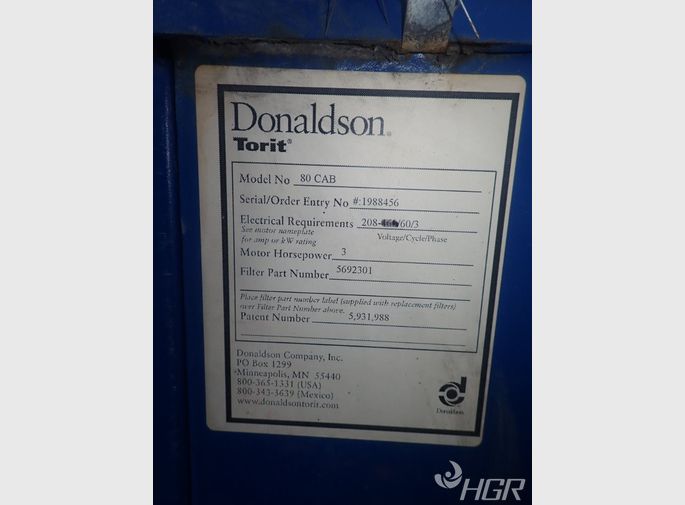 Donaldson®
Torit®
Model No 80 CAB
Serial/Order Entry No #:1988456
Electrical Requirements 208- /60/3
See motor nameplate Voltage/Cycle/Phase
for amp or kW rating
Motor Horsepower 3
Filter Part Number 5692301
Place filter part number label (supplied with replacement filters)
over Filter Part Number above.
Patent Number 5,931,988
Donaldson Company, Inc.
PO Box 1299
Minneapolis, MN 55440
800-365-1331 (USA)
800-343-3639 (Mexico)
www.donaldsontorit.com
Donaldson.
HGR